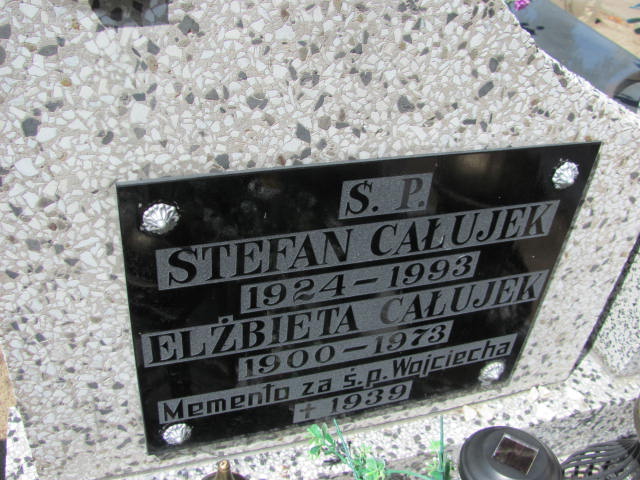 Ś. P.
STEFAN CAŁUJEK
1924 – 1993
ELŻBIETA CAŁUJEK
1900 – 1973
Memento za ś.p. Wojciecha
+ 1939